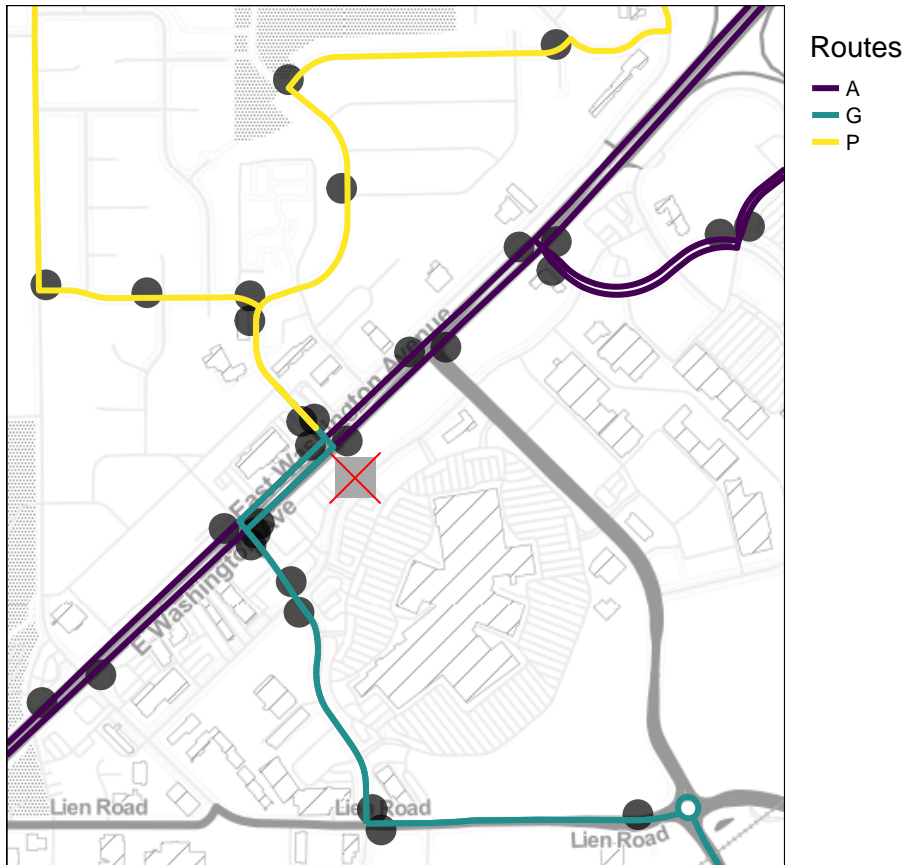 Routes
A
G
P
East Washington Avenue
E Washington Ave
Lien Road
Lien Road
Lien Road